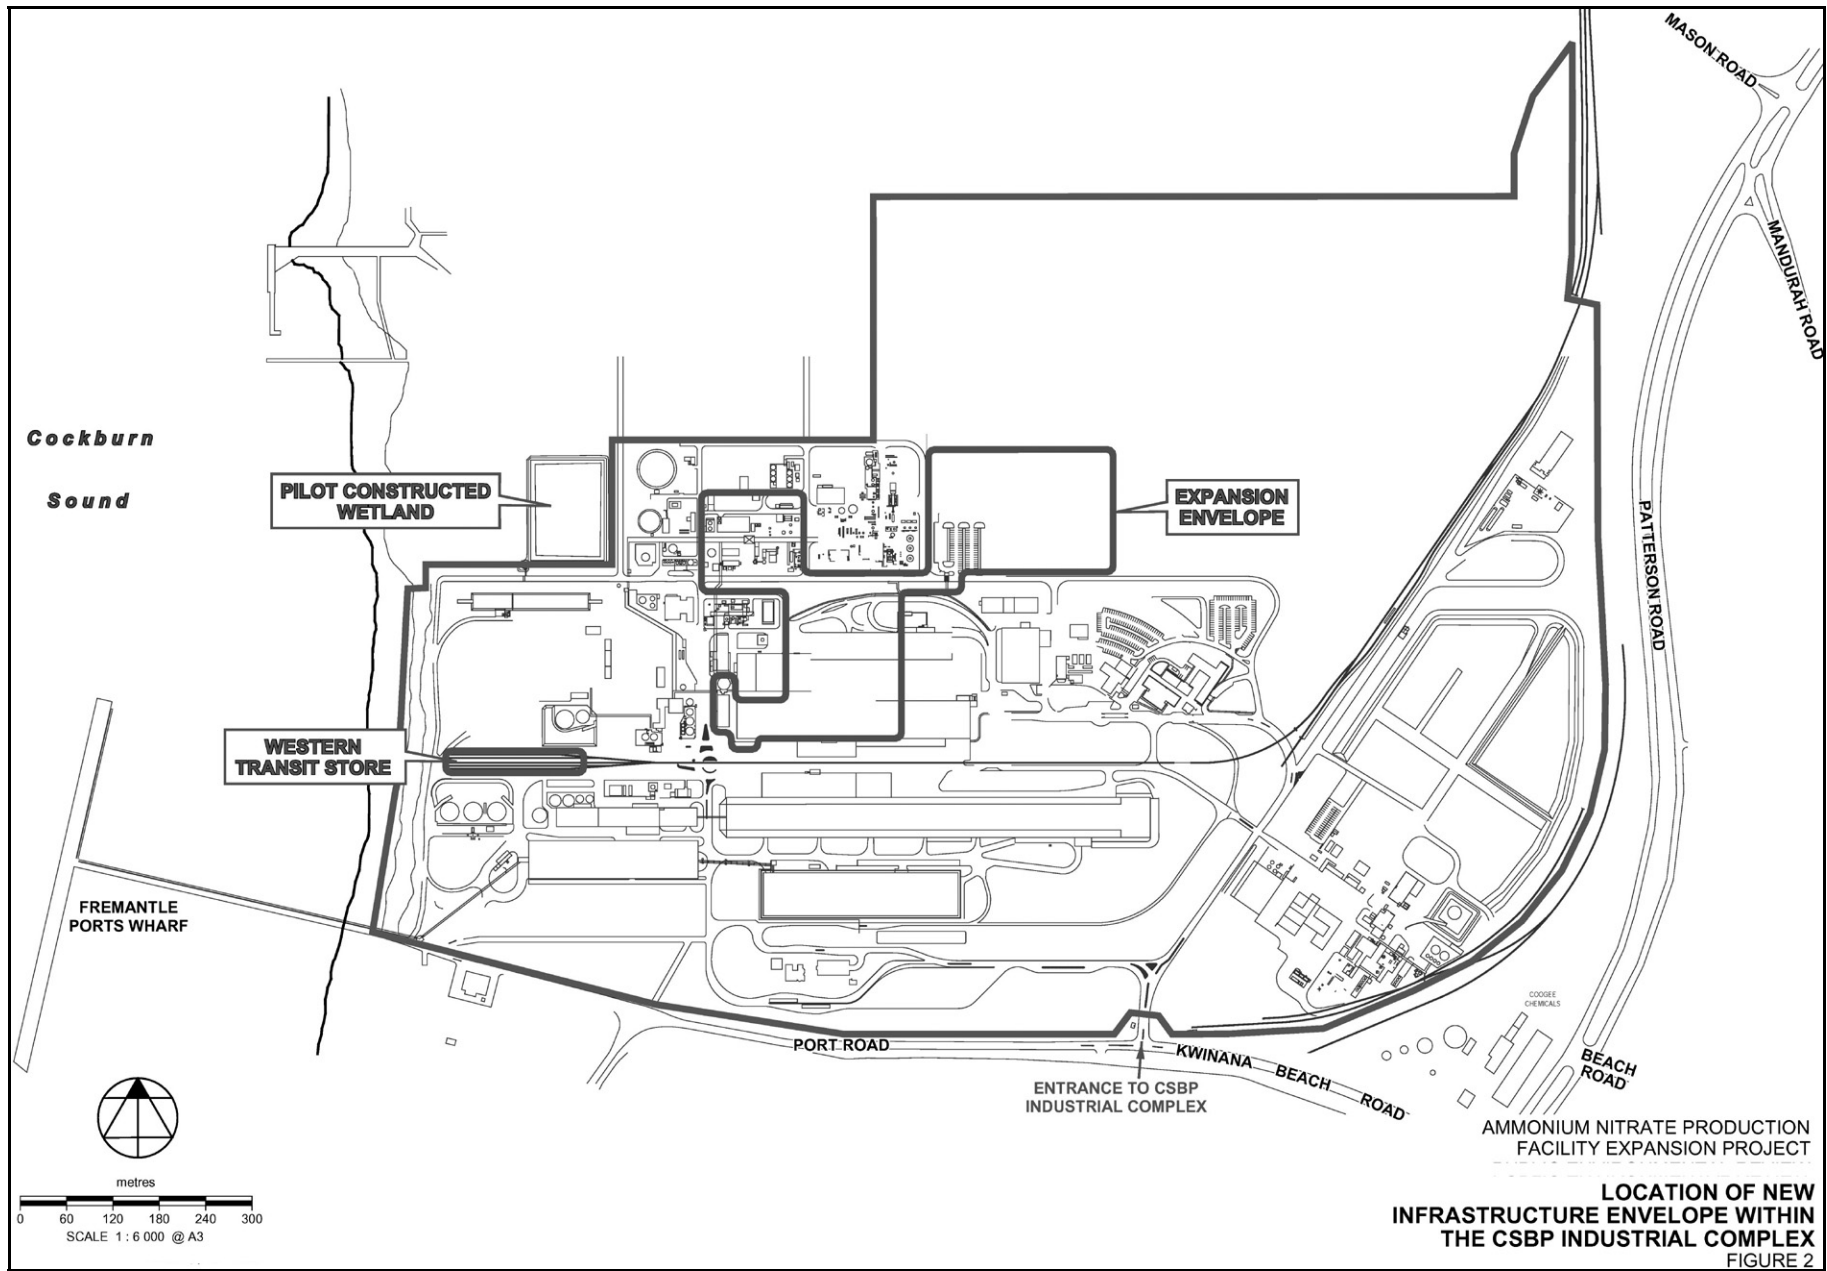 MASON ROAD
MANDURAH ROAD
Cockburn
Sound
PILOT CONSTRUCTED
WETLAND
EXPANSION
ENVELOPE
PATTERSON ROAD
WESTERN
TRANSIT STORE
FREMANTLE
PORTS WHARF
COOGEE
CHEMICALS
PORT ROAD
KWINANA BEACH ROAD
BEACH
ROAD
ENTRANCE TO CSBP
INDUSTRIAL COMPLEX
metres
0 60 120 180 240 300
SCALE 1 : 6 000 @ A3
AMMONIUM NITRATE PRODUCTION
FACILITY EXPANSION PROJECT
LOCATION OF NEW
INFRASTRUCTURE ENVELOPE WITHIN
THE CSBP INDUSTRIAL COMPLEX
FIGURE 2